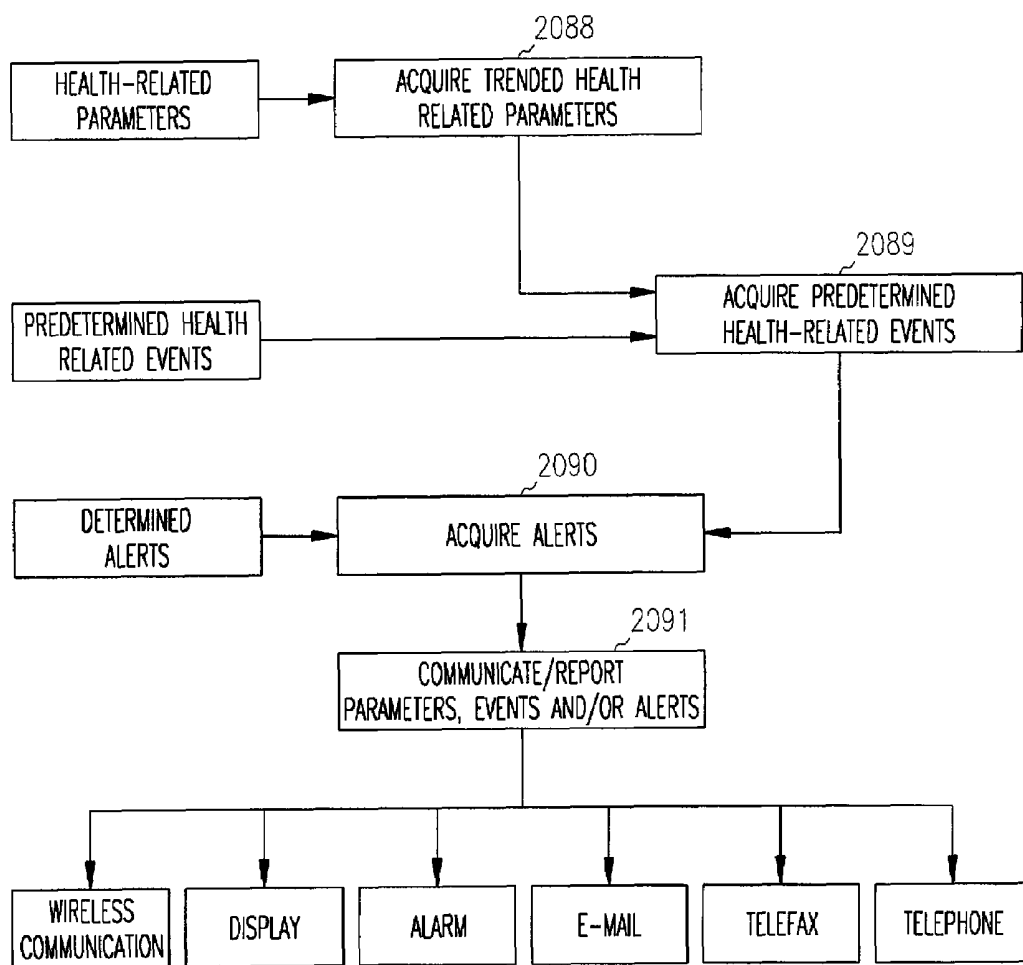 2088
HEALTH-RELATED
PARAMETERS
ACQUIRE TRENDED HEALTH
RELATED PARAMETERS
2089
PREDETERMINED HEALTH
RELATED EVENTS
ACQUIRE PREDETERMINED
HEALTH-RELATED EVENTS
2090
DETERMINED
ALERTS
ACQUIRE ALERTS
2091
COMMUNICATE/REPORT
PARAMETERS, EVENTS AND/OR ALERTS
WIRELESS
COMMUNICATION
DISPLAY
ALARM
E-MAIL
TELEFAX
TELEPHONE